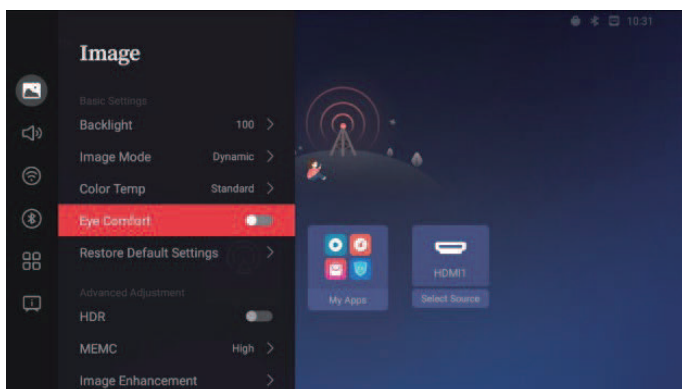 10:31
Image
Basic Settings
Backlight 100 >
Image Mode Dynamic >
Color Temp Standard >
Eye Comfort
Restore Default Settings >
Advanced Adjustment
HDR
MEMC High >
Image Enhancement >
HDMI1
My Apps
Select Source